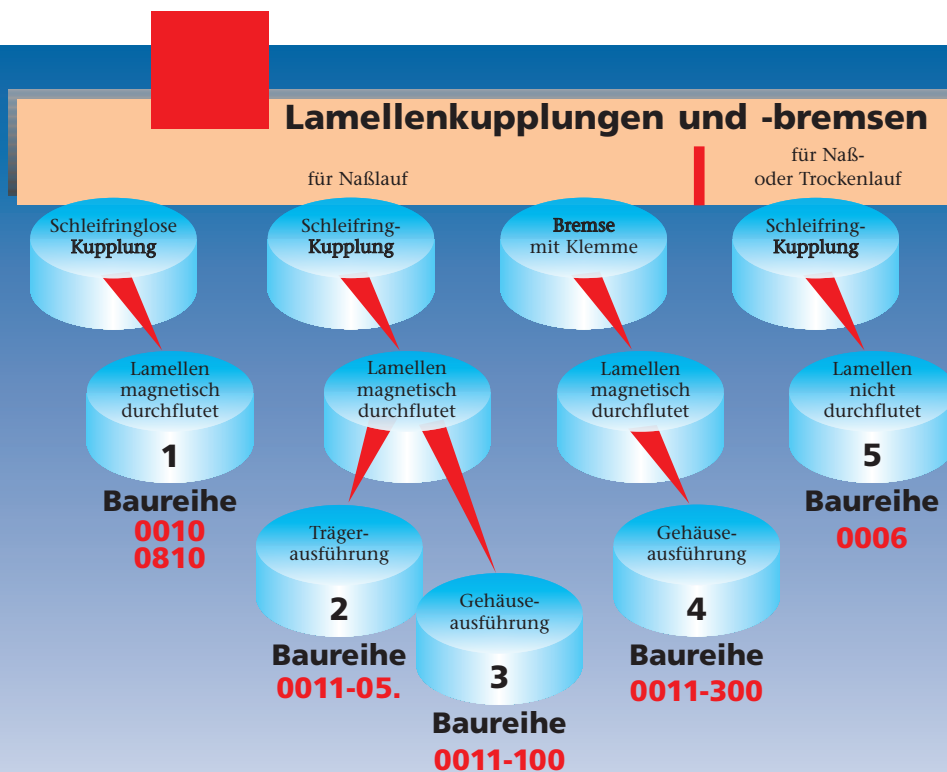 Lamellenkupplungen und -bremsen
für Naßlauf
für Naß-
oder Trockenlauf
Schleifringlose
Kupplung
Schleifring-
Kupplung
Bremse
mit Klemme
Schleifring-
Kupplung
Lamellen
magnetisch
durchflutet
1
Baureihe
0010
0810
Lamellen
magnetisch
durchflutet
Lamellen
magnetisch
durchflutet
Lamellen
nicht
durchflutet
5
Baureihe
0006
Träger-
ausführung
2
Baureihe
0011-05.
Gehäuse-
ausführung
3
Baureihe
0011-100
Gehäuse-
ausführung
4
Baureihe
0011-300